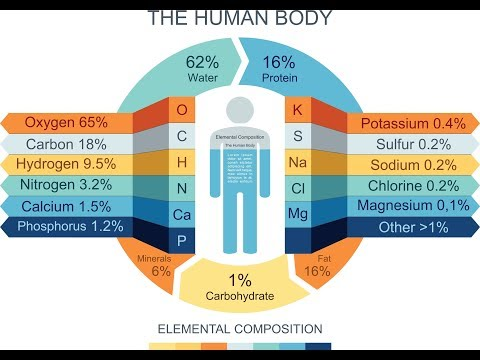 THE HUMAN BODY
62%
Water
16%
Protein
Oxygen 65%
O
K
Potassium 0.4%
Carbon 18%
C
S
Sulfur 0.2%
Hydrogen 9.5%
H
Na
Sodium 0.2%
Nitrogen 3.2%
N
Cl
Chlorine 0.2%
Calcium 1.5%
Ca
Mg
Magnesium 0,1%
Phosphorus 1.2%
P
Other >1%
Elemental Composition
The Human Body
Minerals
6%
1%
Carbohydrate
Fat
16%
ELEMENTAL COMPOSITION